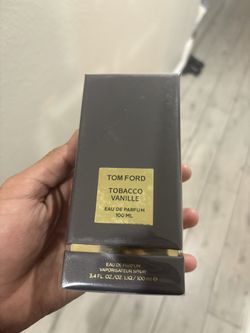 TOM FORD
TOBACCO
VANILLE
EAU DE PARFUM
100 ML
EAU DE PARFUM
VAPORISATEUR SPRAY
3.4 FL.OZ./OZ. LIQ/100 ml ℮